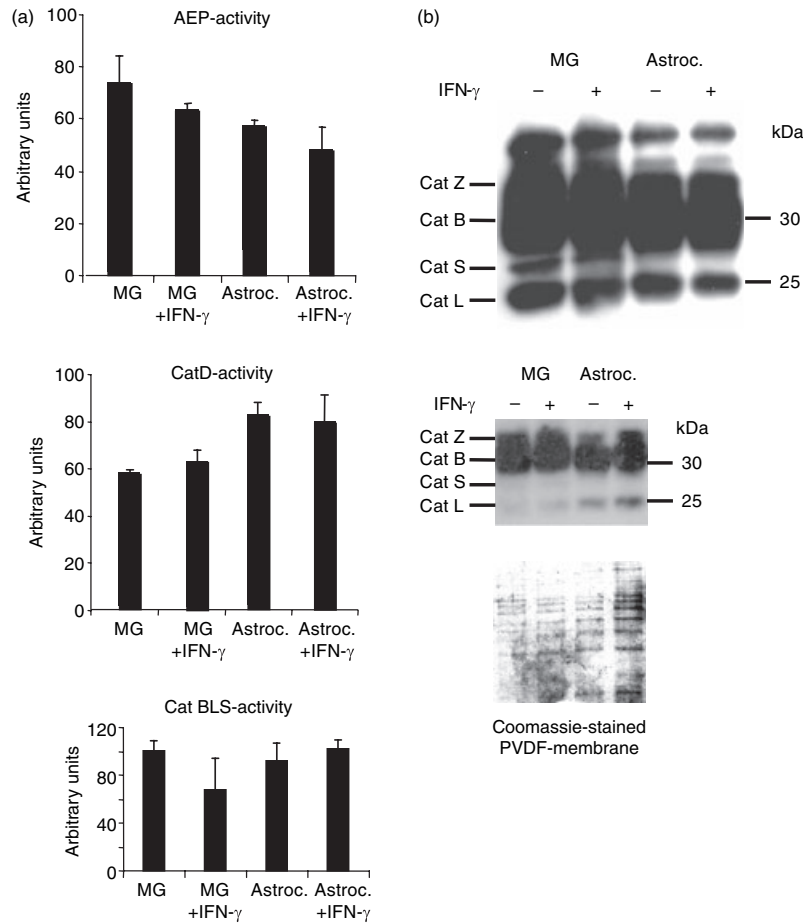 (a)
AEP-activity
100
80
60
40
20
0
Arbitrary units
MG MG Astroc. Astroc.
+IFN-γ +IFN-γ
CatD-activity
100
80
60
40
20
0
Arbitrary units
MG MG Astroc. Astroc.
+IFN-γ +IFN-γ
Cat BLS-activity
120
80
40
0
Arbitrary units
MG MG Astroc. Astroc.
+IFN-γ +IFN-γ
(b)
MG Astroc.
IFN-γ – + – +
kDa
Cat Z
Cat B 30
Cat S
25
Cat L
MG Astroc.
IFN-γ – + – +
kDa
Cat Z
Cat B 30
Cat S
Cat L 25
Coomassie-stained
PVDF-membrane